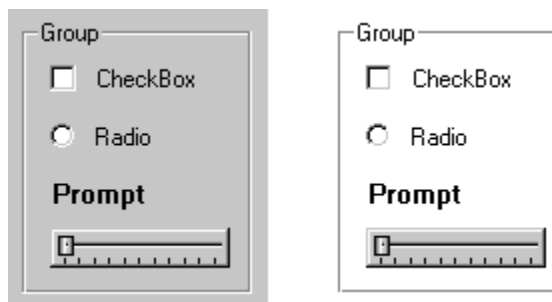 Group
CheckBox
Radio
Prompt
Group
CheckBox
Radio
Prompt